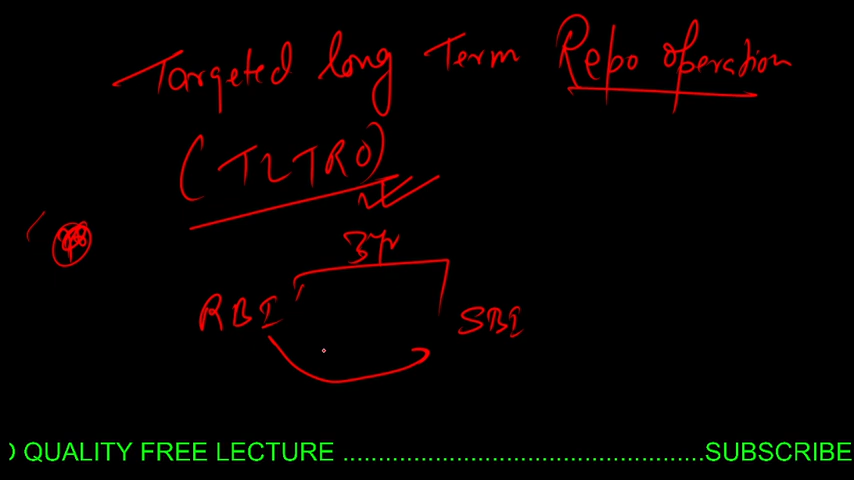 Targeted long Term Repo operation
(TLTRO)
3yr
RBI SBI
) QUALITY FREE LECTURE ....................................................SUBSCRIBE